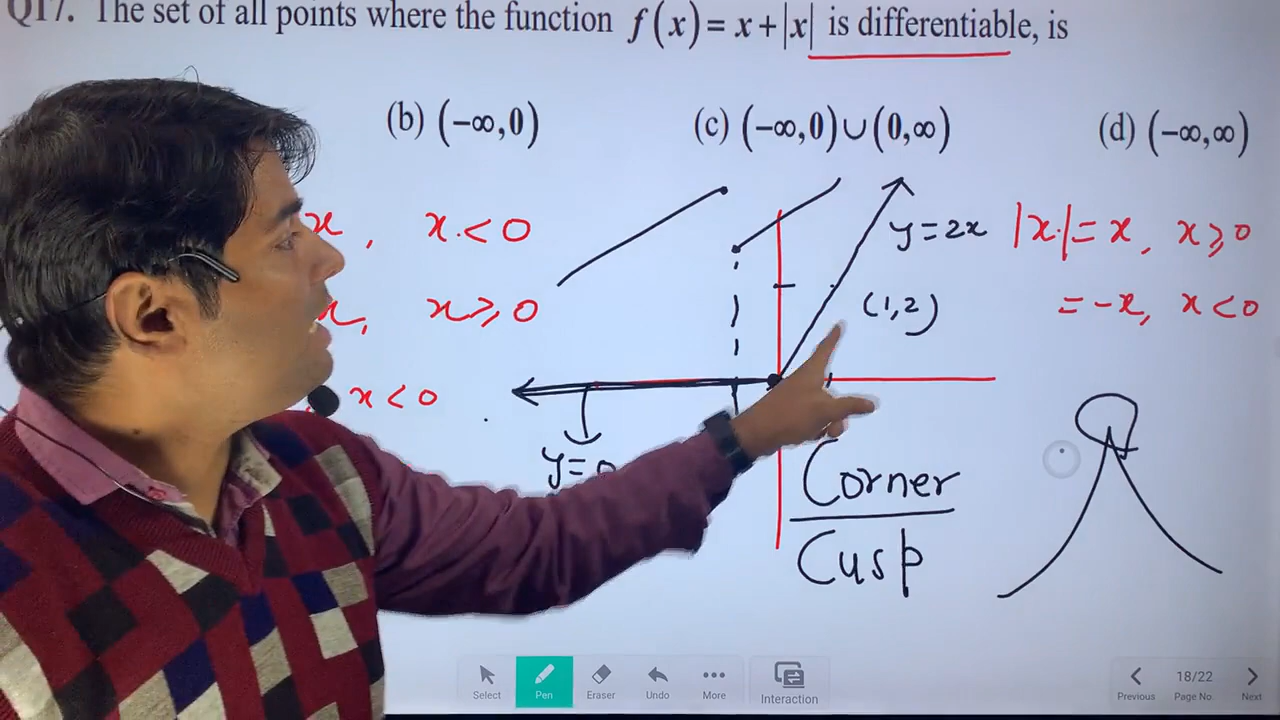 Q17. The set of all points where the function f(x) = x + |x| is differentiable, is
(b) (-∞,0) (c) (-∞,0)∪(0,∞) (d) (-∞,∞)
x, x<0
x, x≥0
, x<0
y=2x
(1,2)
|x|= x, x≥0
= -x, x<0
y=0
Corner
Cusp
Select Pen Eraser Undo More Interaction
Previous 18/22 Page No. Next